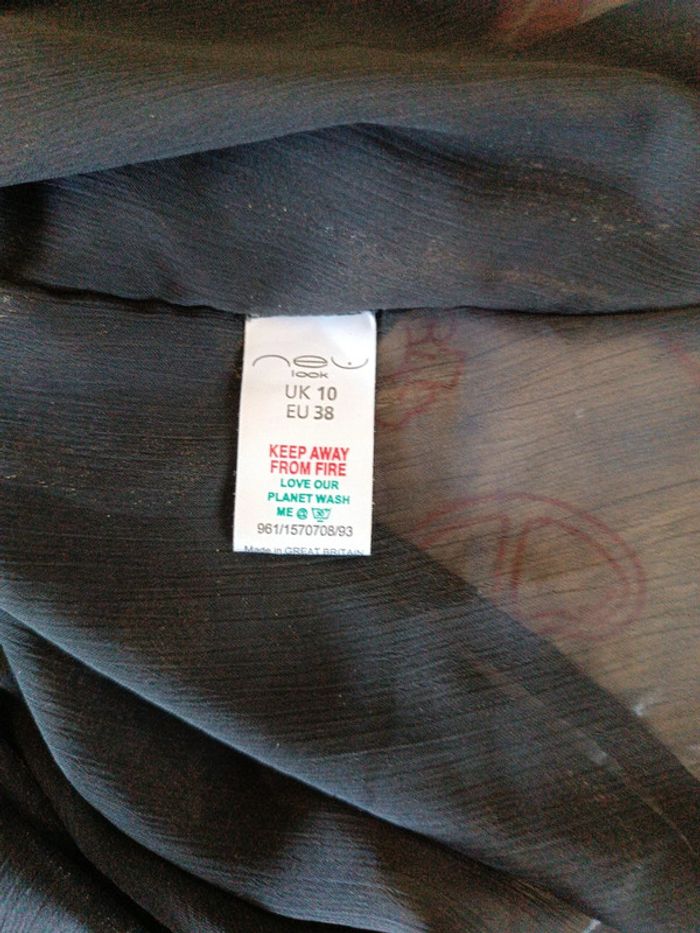 new
look
UK 10
EU 38
KEEP AWAY
FROM FIRE
LOVE OUR
PLANET WASH
ME @ 30
961/1570708/93
Made in GREAT BRITAIN